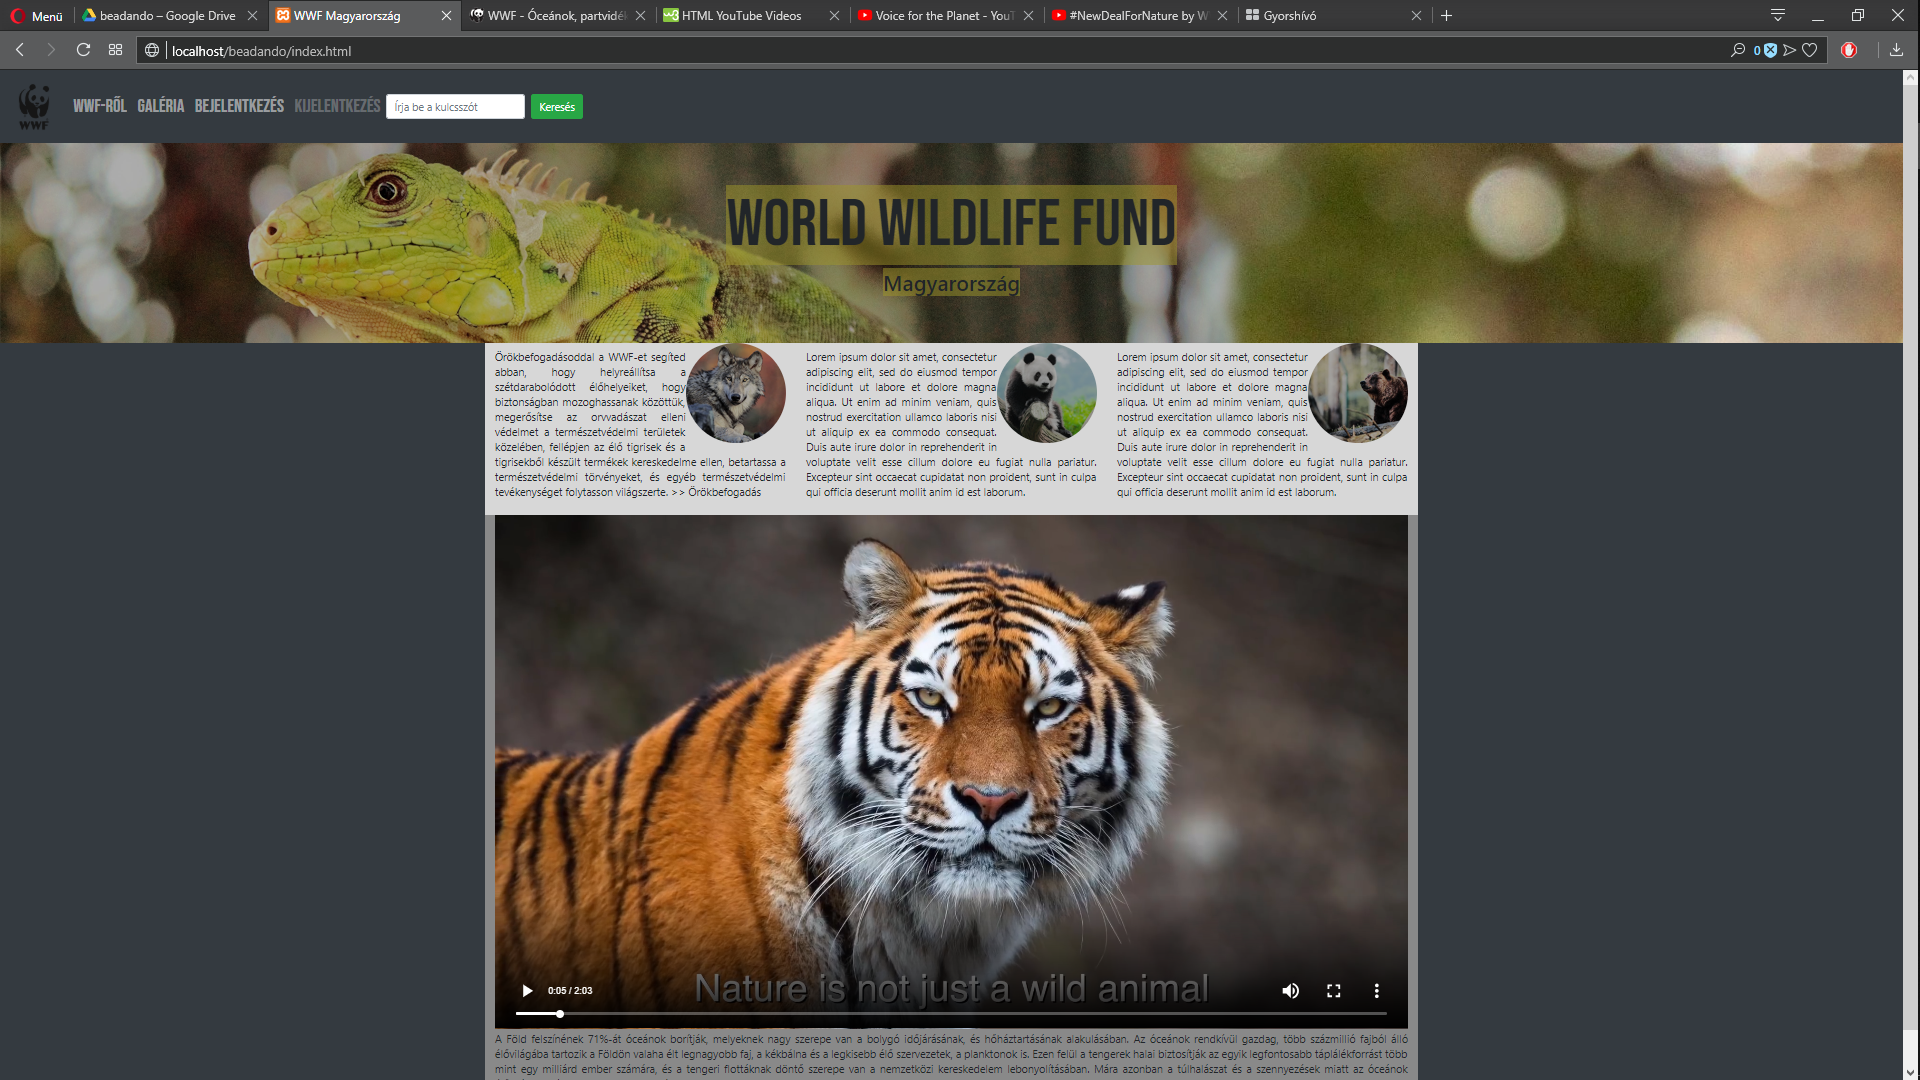 Menü
beadando – Google Drive
WWF Magyarország
WWF - Óceánok, partvidék
HTML YouTube Videos
Voice for the Planet - YouT
#NewDealForNature by W
Gyorshívó
localhost/beadando/index.html
0
WWF
WWF-RŐL
GALÉRIA
BEJELENTKEZÉS
KIJELENTKEZÉS
Írja be a kulcsszót
Keresés
WORLD WILDLIFE FUND
Magyarország
Örökbefogadásoddal a WWF-et segíted
abban, hogy helyreállítsa a
szétdarabolódott élőhelyeiket, hogy
biztonságban mozoghassanak közöttük,
megerősítse az orvvadászat elleni
védelmet a természetvédelmi területek
közelében, fellépjen az élő tigrisek és a
tigrisekből készült termékek kereskedelme ellen, betartassa a
természetvédelmi törvényeket, és egyéb természetvédelmi
tevékenységet folytasson világszerte. >> Örökbefogadás
Lorem ipsum dolor sit amet, consectetur
adipiscing elit, sed do eiusmod tempor
incididunt ut labore et dolore magna
aliqua. Ut enim ad minim veniam, quis
nostrud exercitation ullamco laboris nisi
ut aliquip ex ea commodo consequat.
Duis aute irure dolor in reprehenderit in
voluptate velit esse cillum dolore eu fugiat nulla pariatur.
Excepteur sint occaecat cupidatat non proident, sunt in culpa
qui officia deserunt mollit anim id est laborum.
Lorem ipsum dolor sit amet, consectetur
adipiscing elit, sed do eiusmod tempor
incididunt ut labore et dolore magna
aliqua. Ut enim ad minim veniam, quis
nostrud exercitation ullamco laboris nisi
ut aliquip ex ea commodo consequat.
Duis aute irure dolor in reprehenderit in
voluptate velit esse cillum dolore eu fugiat nulla pariatur.
Excepteur sint occaecat cupidatat non proident, sunt in culpa
qui officia deserunt mollit anim id est laborum.
Nature is not just a wild animal
0:05 / 2:03
A Föld felszínének 71%-át óceánok borítják, melyeknek nagy szerepe van a bolygó időjárásának, és hőháztartásának alakulásában. Az óceánok rendkívül gazdag, több százmillió fajból álló
élővilágába tartozik a Földön valaha élt legnagyobb faj, a kékbálna és a legkisebb élő szervezetek, a planktonok is. Ezen felül a tengerek halai biztosítják az egyik legfontosabb táplálékforrást több
mint egy milliárd ember számára, és a tengeri flottáknak döntő szerepe van a nemzetközi kereskedelem lebonyolításában. Mára azonban a túlhalászat és a szennyezések miatt az óceánok